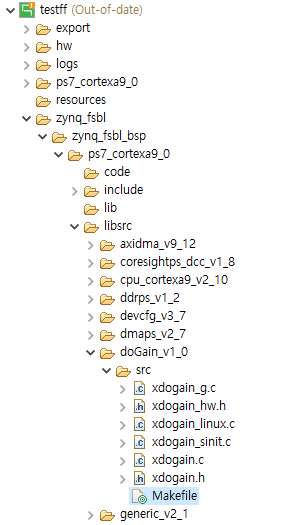 testff (Out-of-date)
export
hw
logs
ps7_cortexa9_0
resources
zynq_fsbl
zynq_fsbl_bsp
ps7_cortexa9_0
code
include
lib
libsrc
axidma_v9_12
coresightps_dcc_v1_8
cpu_cortexa9_v2_10
ddrps_v1_2
devcfg_v3_7
dmaps_v2_7
doGain_v1_0
src
xdogain_g.c
xdogain_hw.h
xdogain_linux.c
xdogain_sinit.c
xdogain.c
xdogain.h
Makefile
generic_v2_1